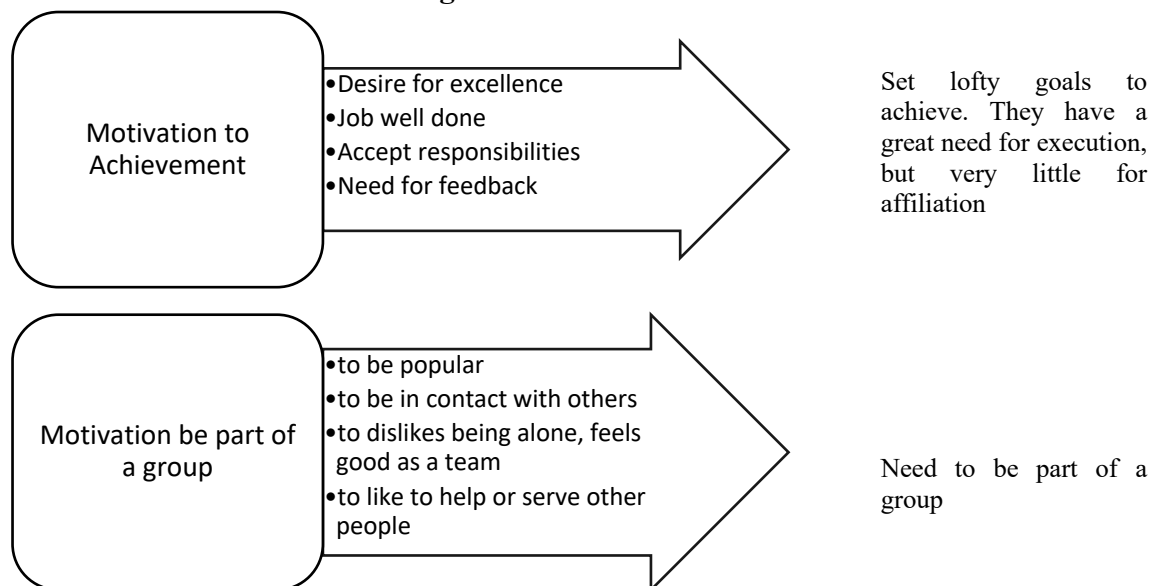 Motivation to
Achievement
•Desire for excellence
•Job well done
•Accept responsibilities
•Need for feedback
Set lofty goals to
achieve. They have a
great need for execution,
but very little for
affiliation
Motivation be part of
a group
•to be popular
•to be in contact with others
•to dislikes being alone, feels
good as a team
•to like to help or serve other
people
Need to be part of a
group